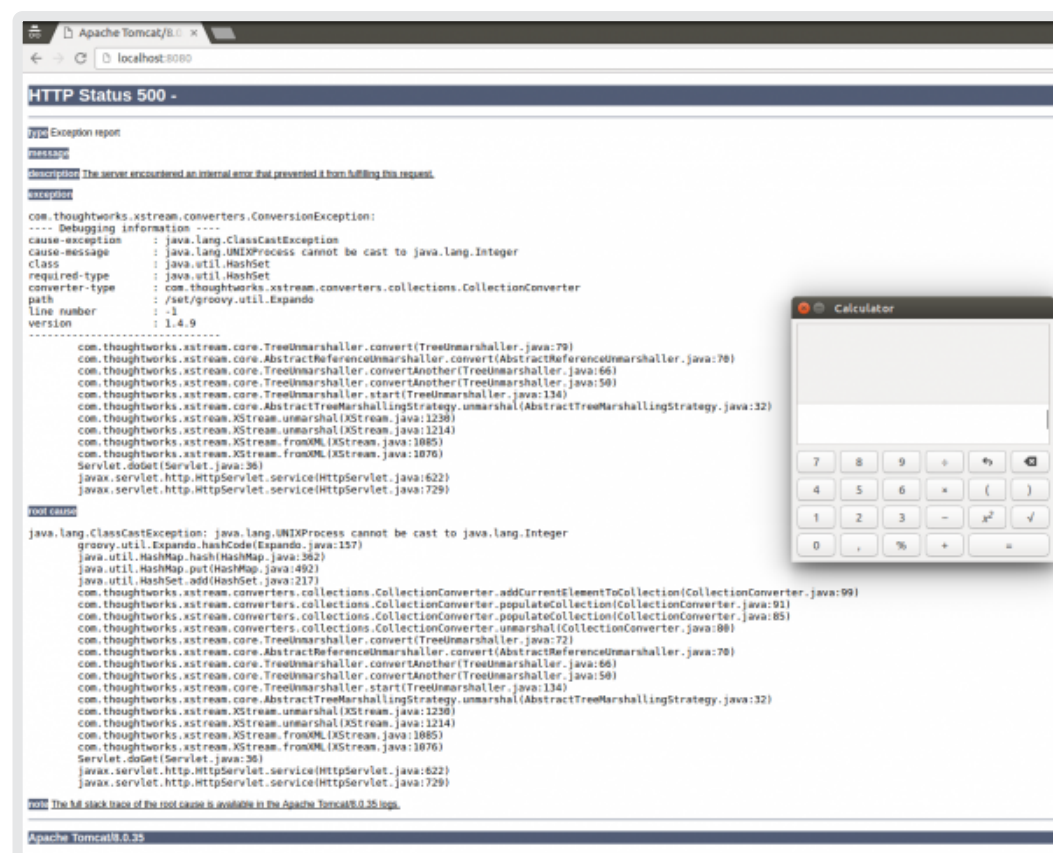 Apache Tomcat/8.0
localhost:8080
HTTP Status 500 -
type Exception report
message
description The server encountered an internal error that prevented it from fulfilling this request.
exception
com.thoughtworks.xstream.converters.ConversionException:
---- Debugging information ----
cause-exception : java.lang.ClassCastException
cause-message : java.lang.UNIXProcess cannot be cast to java.lang.Integer
class : java.util.HashSet
required-type : java.util.HashSet
converter-type : com.thoughtworks.xstream.converters.collections.CollectionConverter
path : /set/groovy.util.Expando
line number : -1
version : 1.4.9
-------------------------------
com.thoughtworks.xstream.core.TreeUnmarshaller.convert(TreeUnmarshaller.java:79)
com.thoughtworks.xstream.core.AbstractReferenceUnmarshaller.convert(AbstractReferenceUnmarshaller.java:70)
com.thoughtworks.xstream.core.TreeUnmarshaller.convertAnother(TreeUnmarshaller.java:66)
com.thoughtworks.xstream.core.TreeUnmarshaller.convertAnother(TreeUnmarshaller.java:50)
com.thoughtworks.xstream.core.TreeUnmarshaller.start(TreeUnmarshaller.java:134)
com.thoughtworks.xstream.core.AbstractTreeMarshallingStrategy.unmarshal(AbstractTreeMarshallingStrategy.java:32)
com.thoughtworks.xstream.XStream.unmarshal(XStream.java:1230)
com.thoughtworks.xstream.XStream.unmarshal(XStream.java:1214)
com.thoughtworks.xstream.XStream.fromXML(XStream.java:1085)
com.thoughtworks.xstream.XStream.fromXML(XStream.java:1076)
Servlet.doGet(Servlet.java:36)
javax.servlet.http.HttpServlet.service(HttpServlet.java:622)
javax.servlet.http.HttpServlet.service(HttpServlet.java:729)
root cause
java.lang.ClassCastException: java.lang.UNIXProcess cannot be cast to java.lang.Integer
groovy.util.Expando.hashCode(Expando.java:157)
java.util.HashMap.hash(HashMap.java:362)
java.util.HashMap.put(HashMap.java:492)
java.util.HashSet.add(HashSet.java:217)
com.thoughtworks.xstream.converters.collections.CollectionConverter.addCurrentElementToCollection(CollectionConverter.java:99)
com.thoughtworks.xstream.converters.collections.CollectionConverter.populateCollection(CollectionConverter.java:91)
com.thoughtworks.xstream.converters.collections.CollectionConverter.populateCollection(CollectionConverter.java:85)
com.thoughtworks.xstream.converters.collections.CollectionConverter.unmarshal(CollectionConverter.java:80)
com.thoughtworks.xstream.core.TreeUnmarshaller.convert(TreeUnmarshaller.java:72)
com.thoughtworks.xstream.core.AbstractReferenceUnmarshaller.convert(AbstractReferenceUnmarshaller.java:70)
com.thoughtworks.xstream.core.TreeUnmarshaller.convertAnother(TreeUnmarshaller.java:66)
com.thoughtworks.xstream.core.TreeUnmarshaller.convertAnother(TreeUnmarshaller.java:50)
com.thoughtworks.xstream.core.TreeUnmarshaller.start(TreeUnmarshaller.java:134)
com.thoughtworks.xstream.core.AbstractTreeMarshallingStrategy.unmarshal(AbstractTreeMarshallingStrategy.java:32)
com.thoughtworks.xstream.XStream.unmarshal(XStream.java:1230)
com.thoughtworks.xstream.XStream.unmarshal(XStream.java:1214)
com.thoughtworks.xstream.XStream.fromXML(XStream.java:1085)
com.thoughtworks.xstream.XStream.fromXML(XStream.java:1076)
Servlet.doGet(Servlet.java:36)
javax.servlet.http.HttpServlet.service(HttpServlet.java:622)
javax.servlet.http.HttpServlet.service(HttpServlet.java:729)
note The full stack trace of the root cause is available in the Apache Tomcat/8.0.35 logs.
Apache Tomcat/8.0.35
Calculator
7 8 9 ÷
4 5 6 × ( )
1 2 3 − x² √
0 , % + =